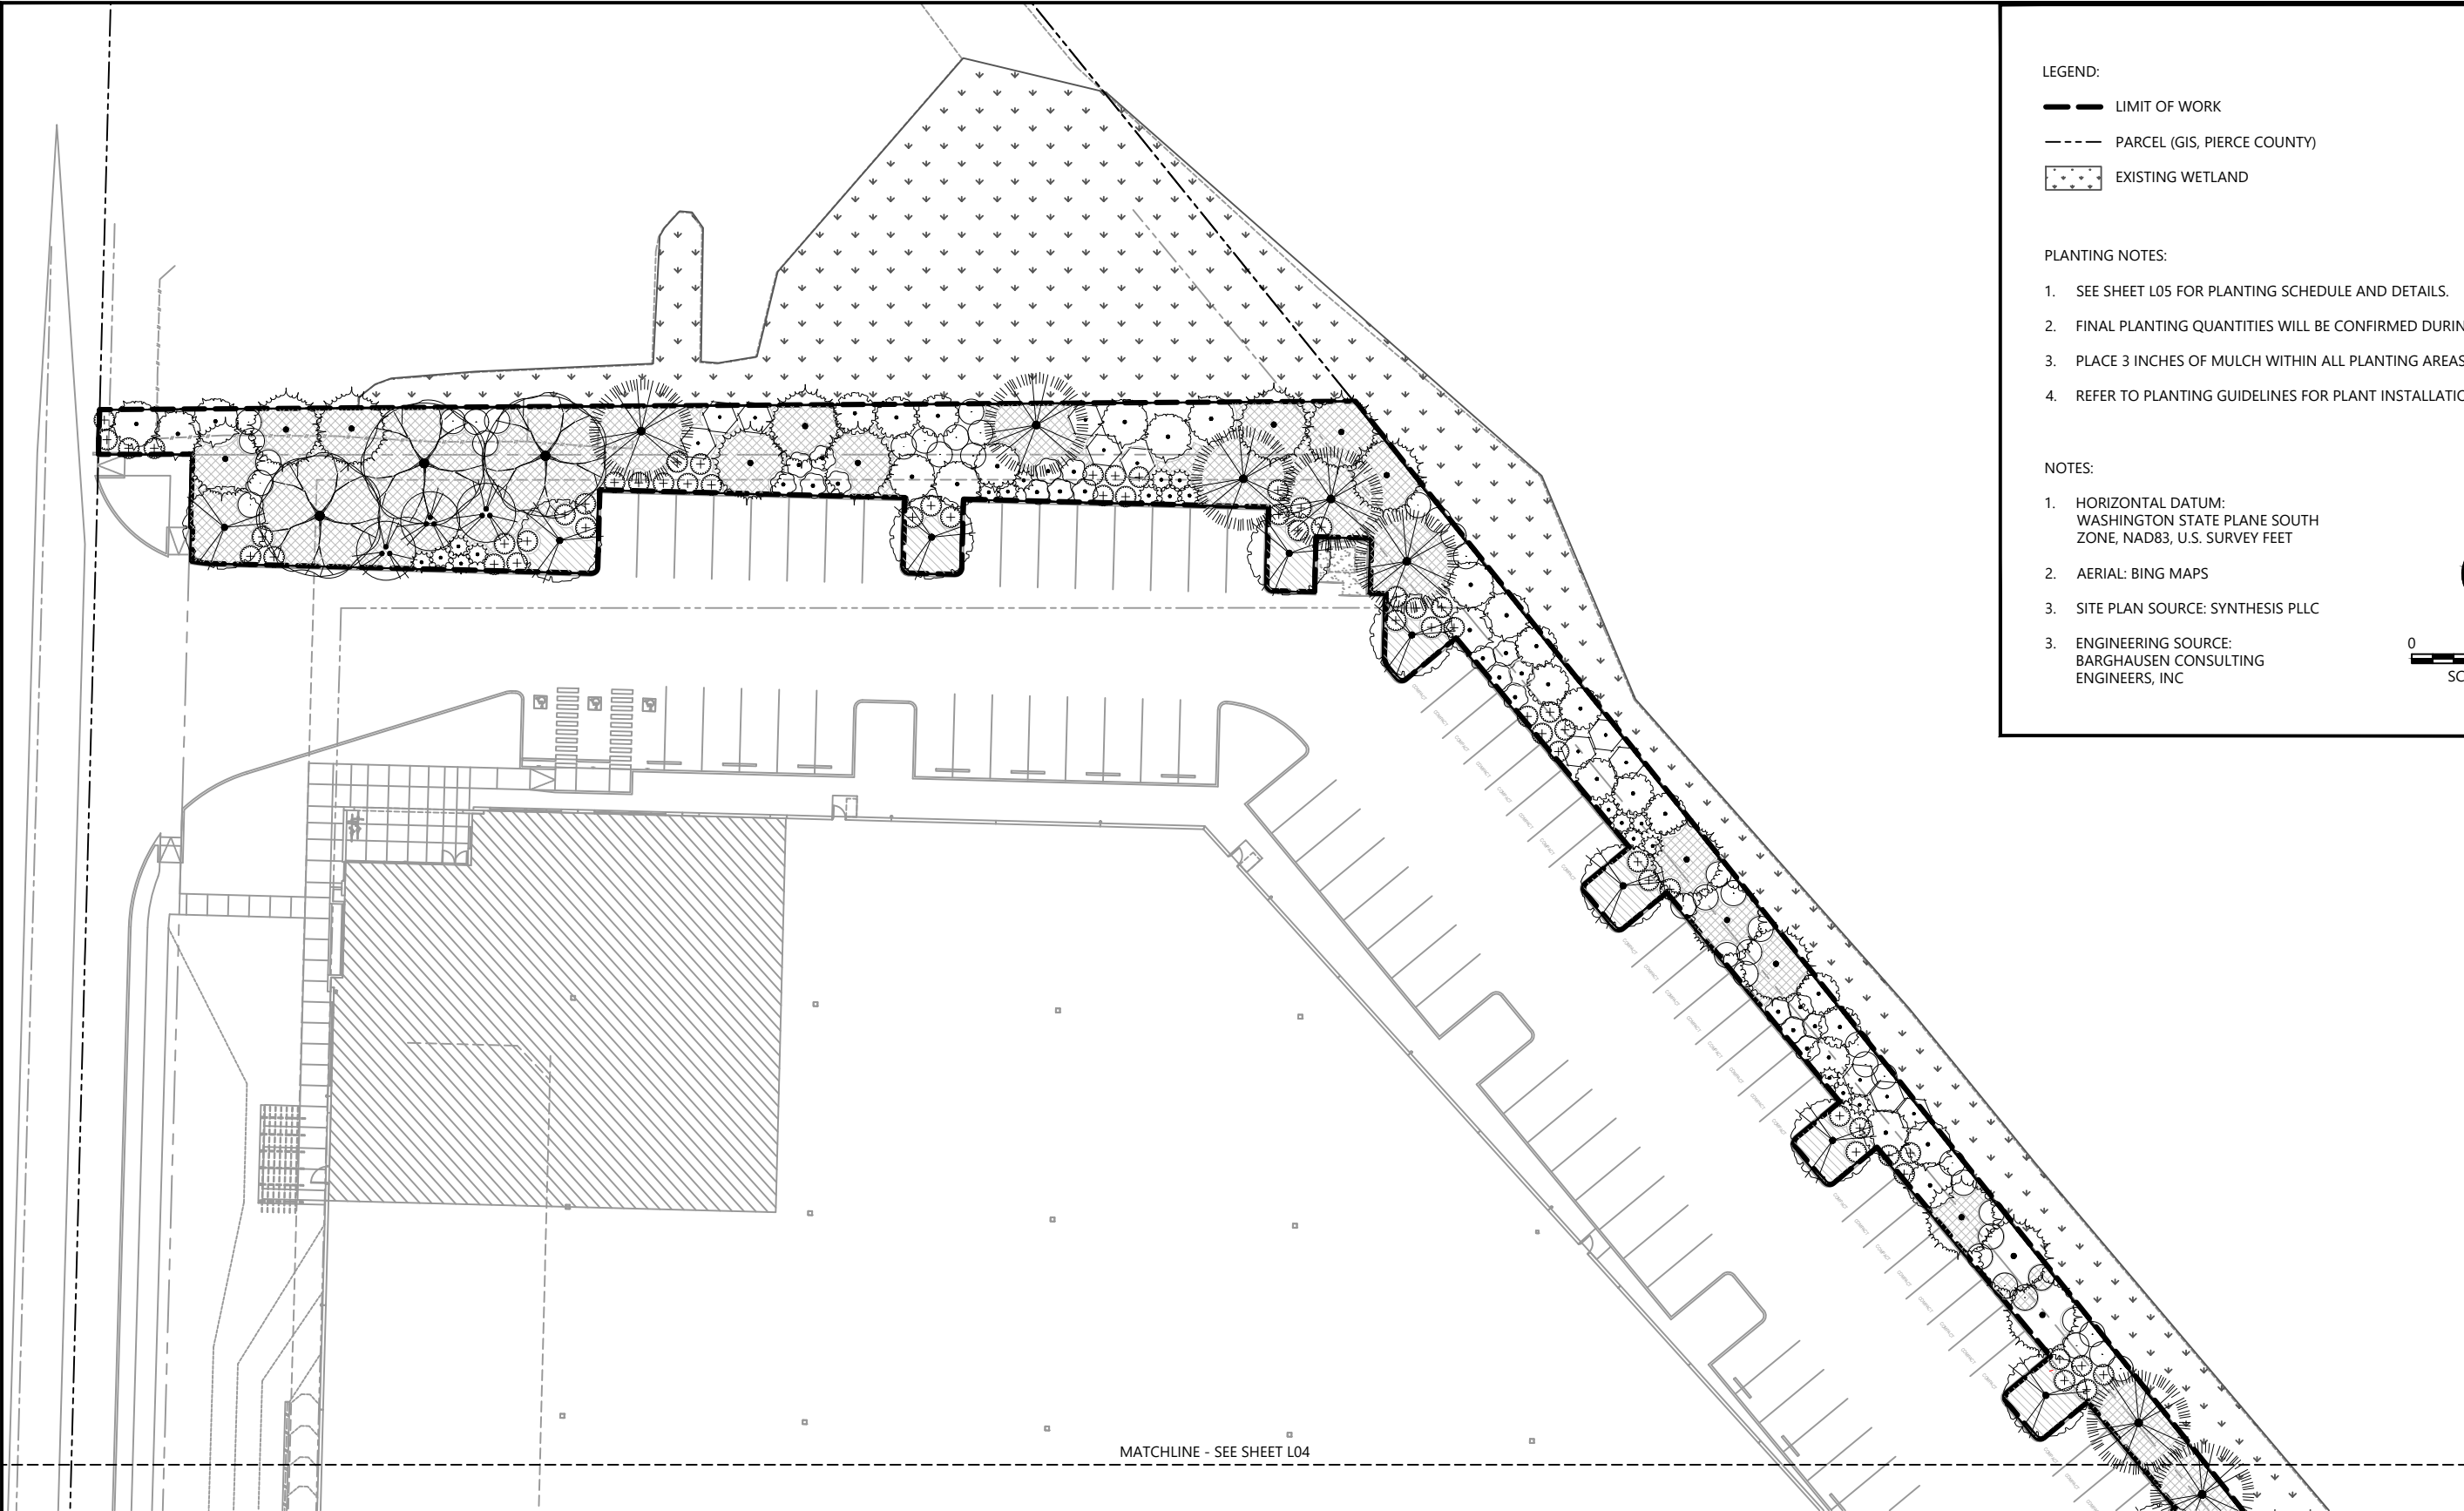 LEGEND:
LIMIT OF WORK
PARCEL (GIS, PIERCE COUNTY)
EXISTING WETLAND
PLANTING NOTES:
1. SEE SHEET L05 FOR PLANTING SCHEDULE AND DETAILS.
2. FINAL PLANTING QUANTITIES WILL BE CONFIRMED DURIN
3. PLACE 3 INCHES OF MULCH WITHIN ALL PLANTING AREAS
4. REFER TO PLANTING GUIDELINES FOR PLANT INSTALLATIO
NOTES:
1. HORIZONTAL DATUM:
WASHINGTON STATE PLANE SOUTH
ZONE, NAD83, U.S. SURVEY FEET
2. AERIAL: BING MAPS
3. SITE PLAN SOURCE: SYNTHESIS PLLC
3. ENGINEERING SOURCE:
BARGHAUSEN CONSULTING
ENGINEERS, INC
0
SC
MATCHLINE - SEE SHEET L04